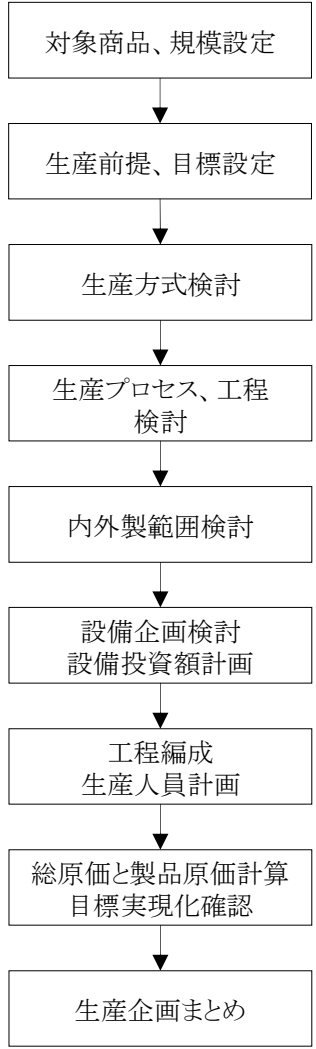 対象商品、規模設定
生産前提、目標設定
生産方式検討
生産プロセス、工程
検討
内外製範囲検討
設備企画検討
設備投資額計画
工程編成
生産人員計画
総原価と製品原価計算
目標実現化確認
生産企画まとめ